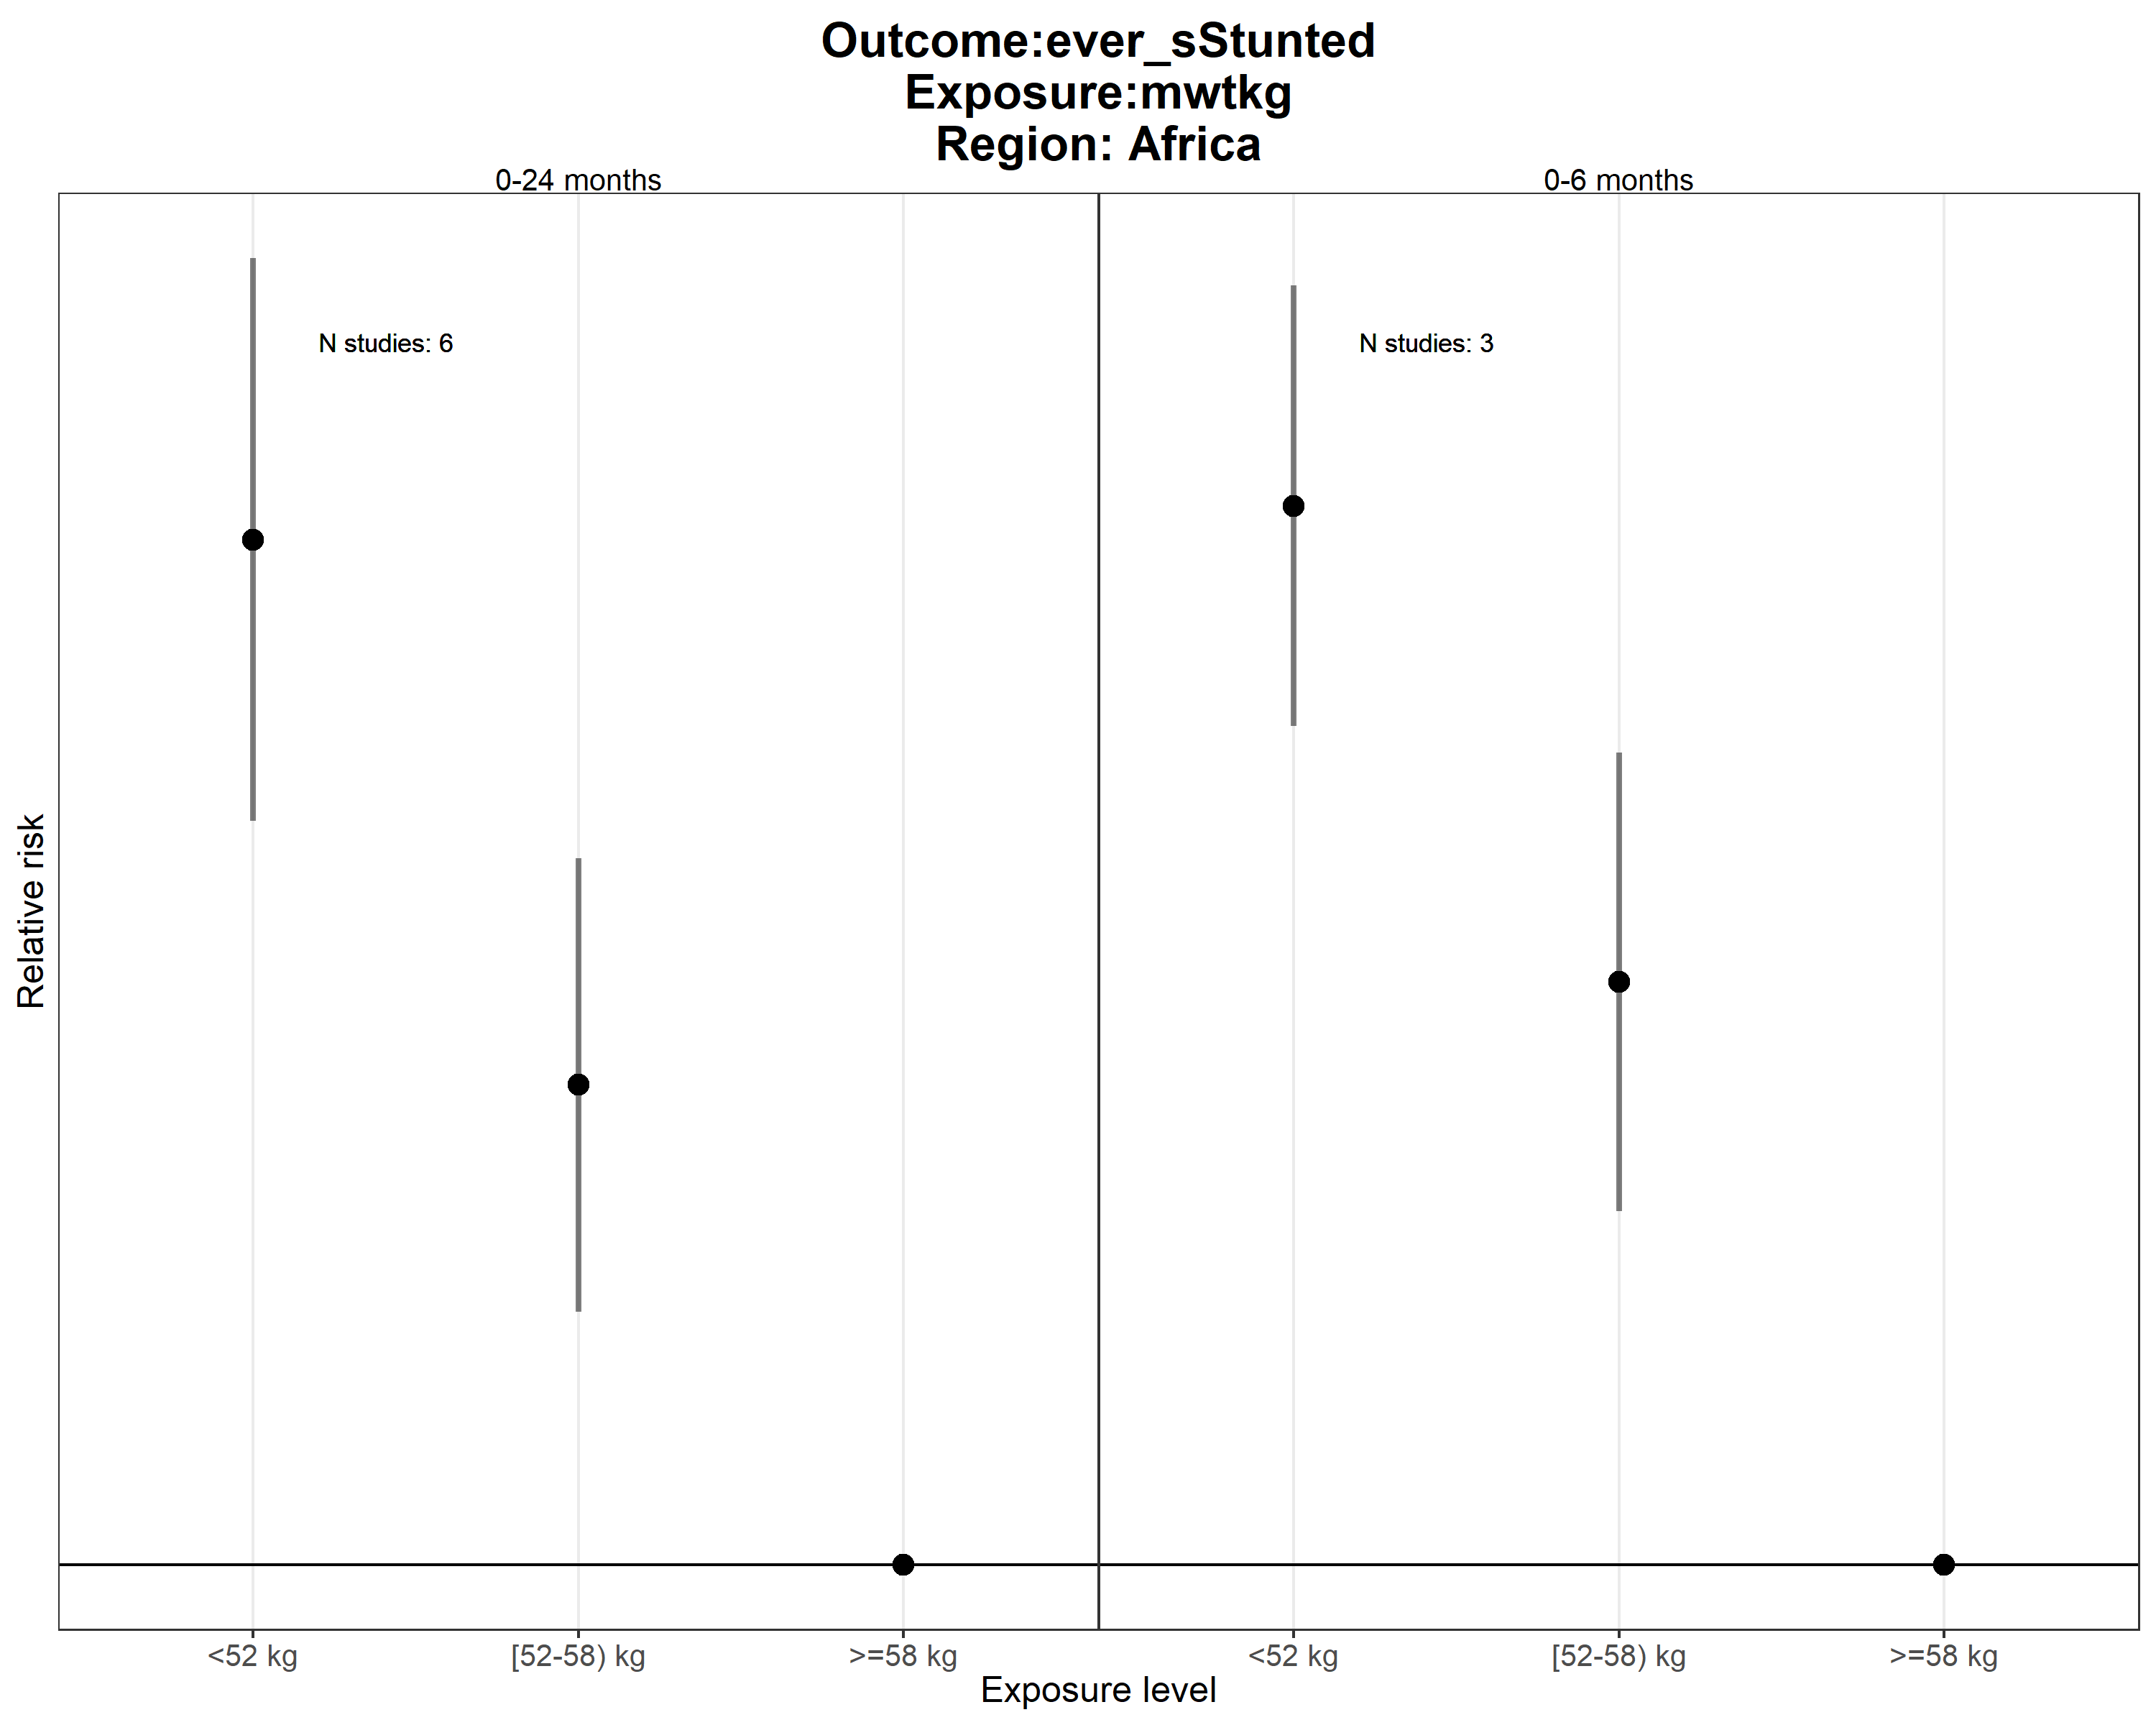 Outcome:ever_sStunted
Exposure:mwtkg
Region: Africa
0-24 months
0-6 months
N studies: 6
N studies: 3
Relative risk
<52 kg
[52-58) kg
>=58 kg
<52 kg
[52-58) kg
>=58 kg
Exposure level